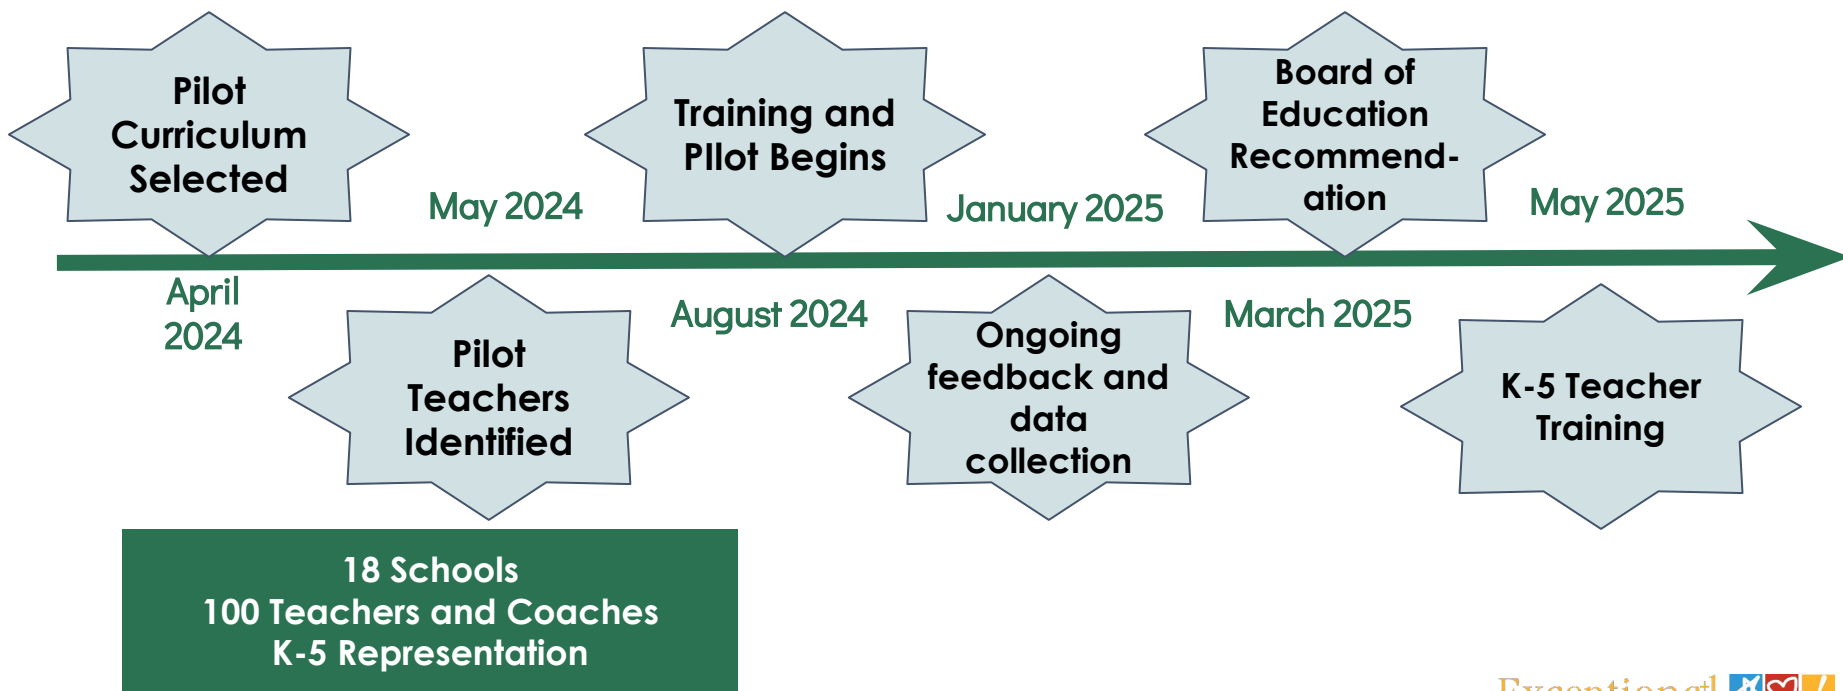 Pilot
Curriculum
Selected
April
2024
May 2024
Pilot
Teachers
Identified
18 Schools
100 Teachers and Coaches
K-5 Representation
Training and
PIlot Begins
August 2024
January 2025
Ongoing
feedback and
data
collection
Board of
Education
Recommend-
ation
March 2025
May 2025
K-5 Teacher
Training